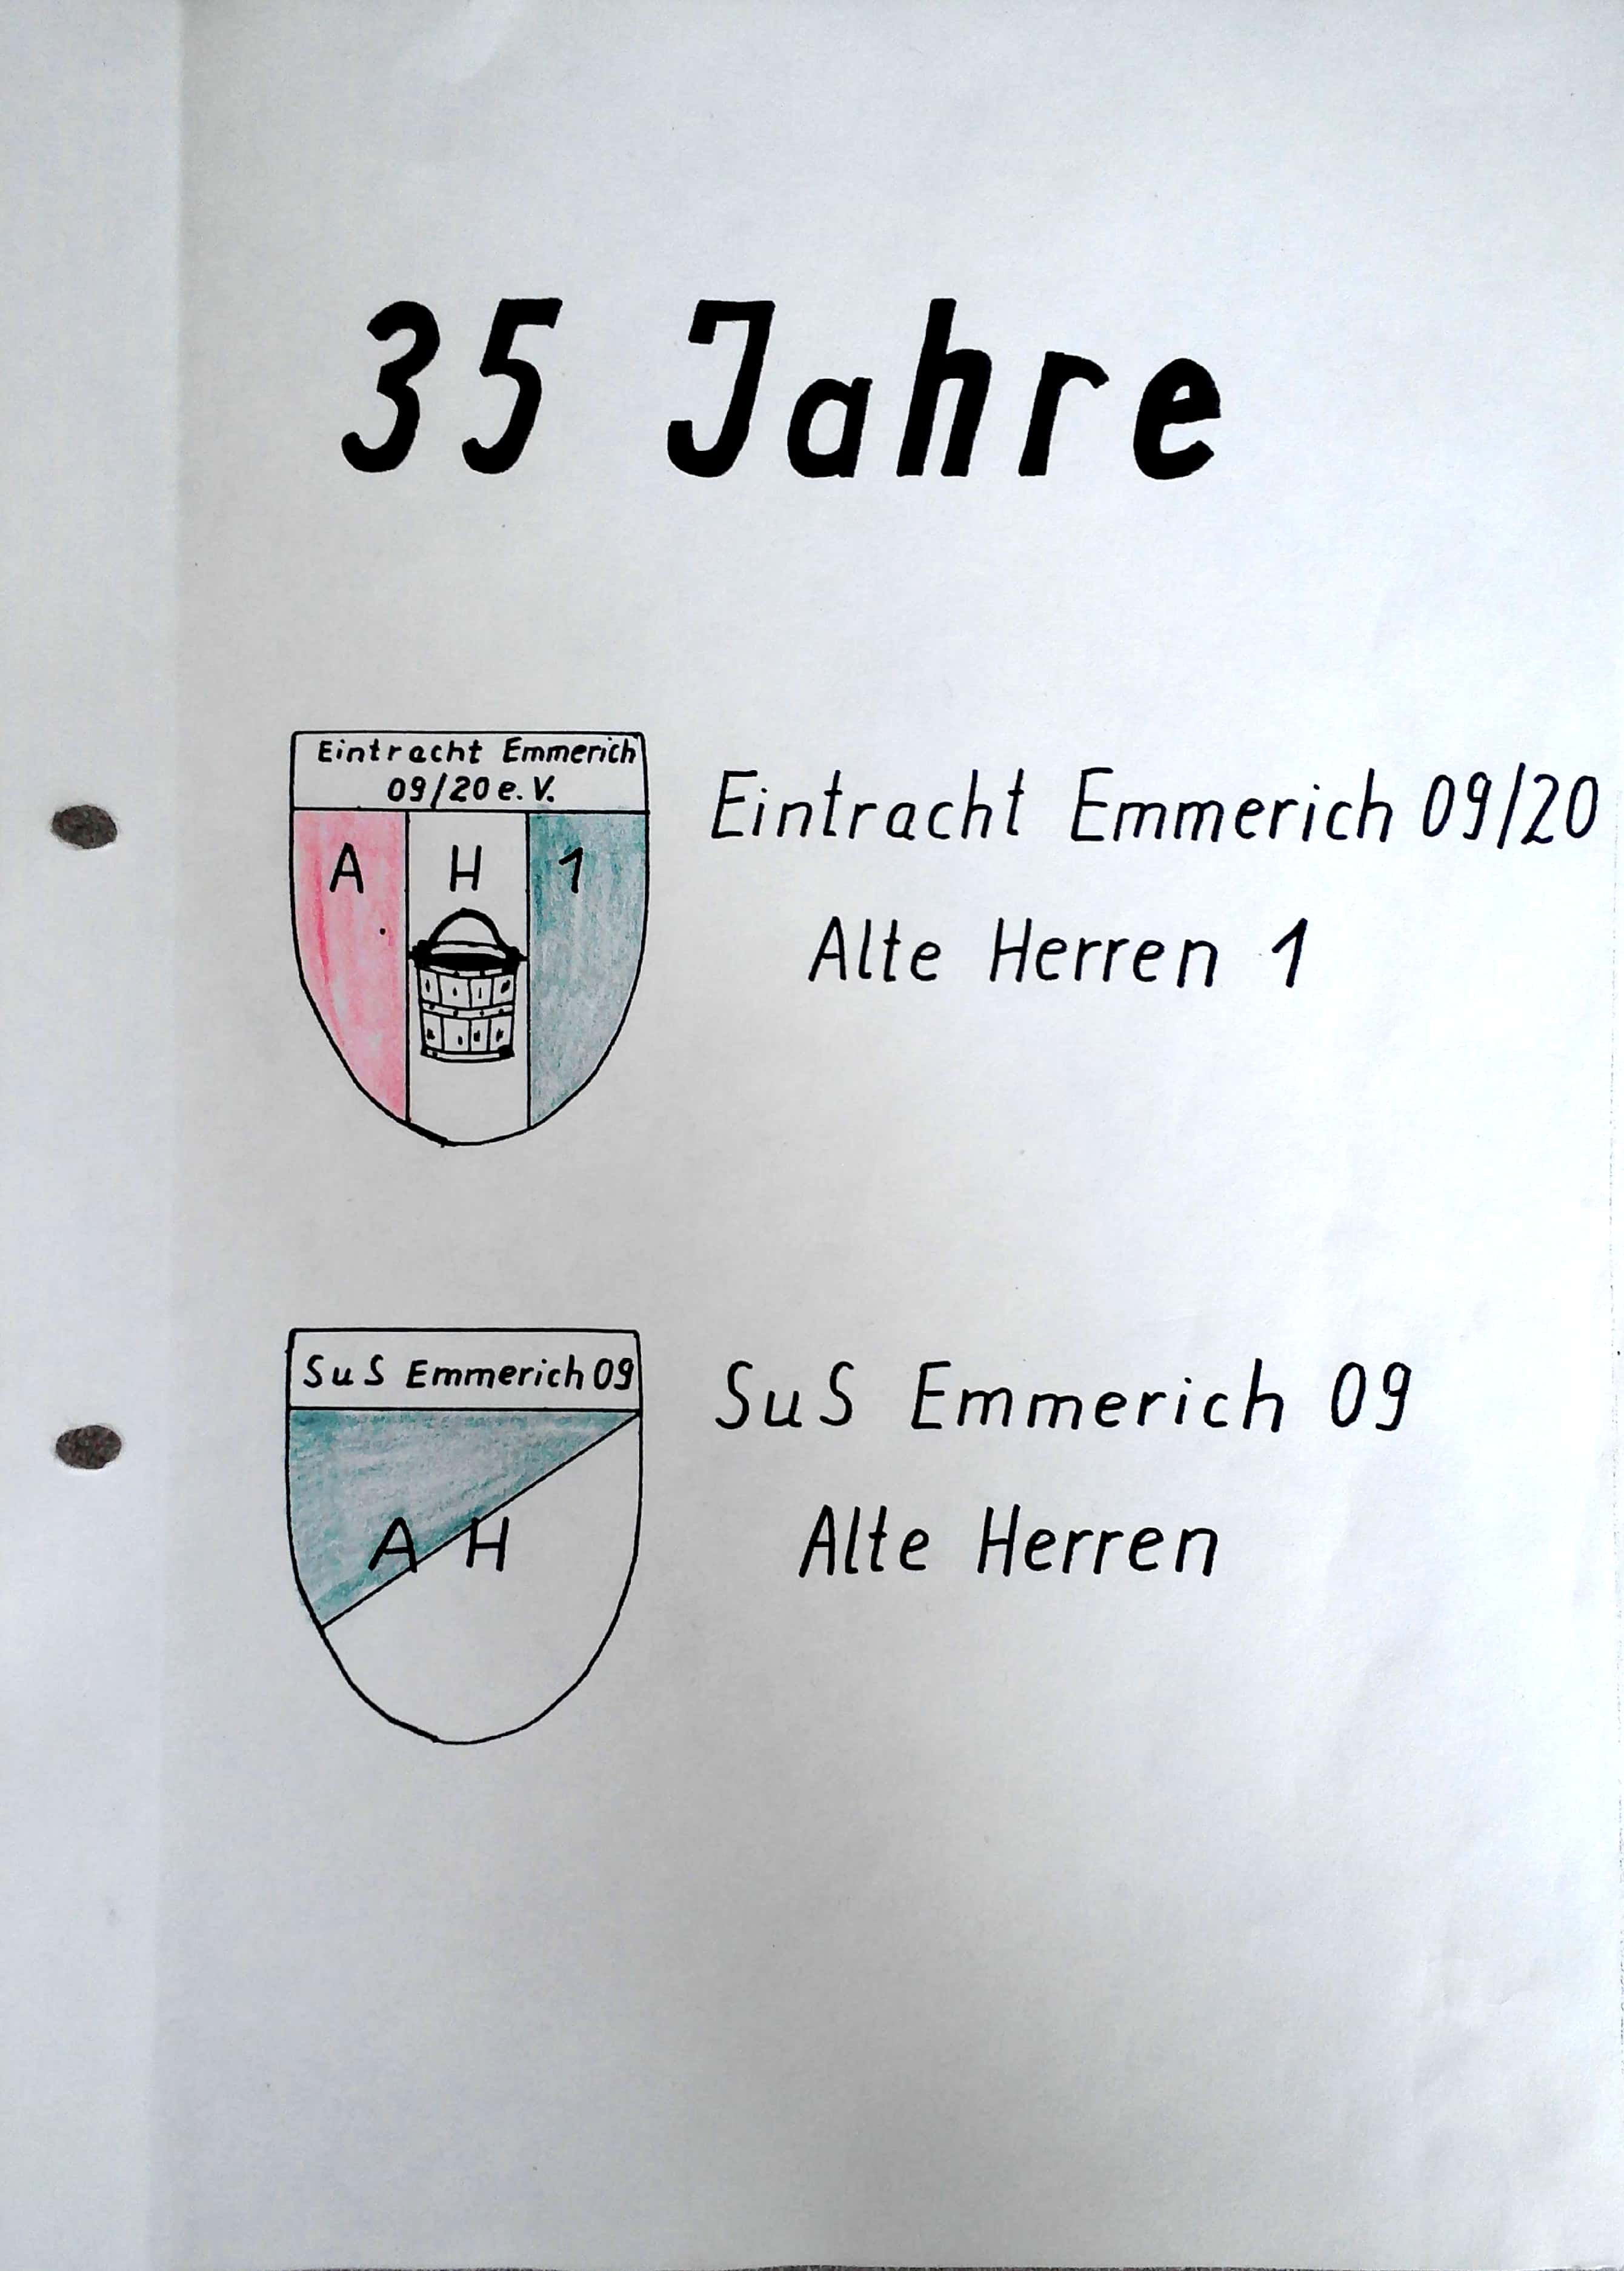 35 Jahre
Eintracht Emmerich
09/20 e. V.
A H 1
Eintracht Emmerich 09/20
Alte Herren 1
SuS Emmerich 09
A H
SuS Emmerich 09
Alte Herren